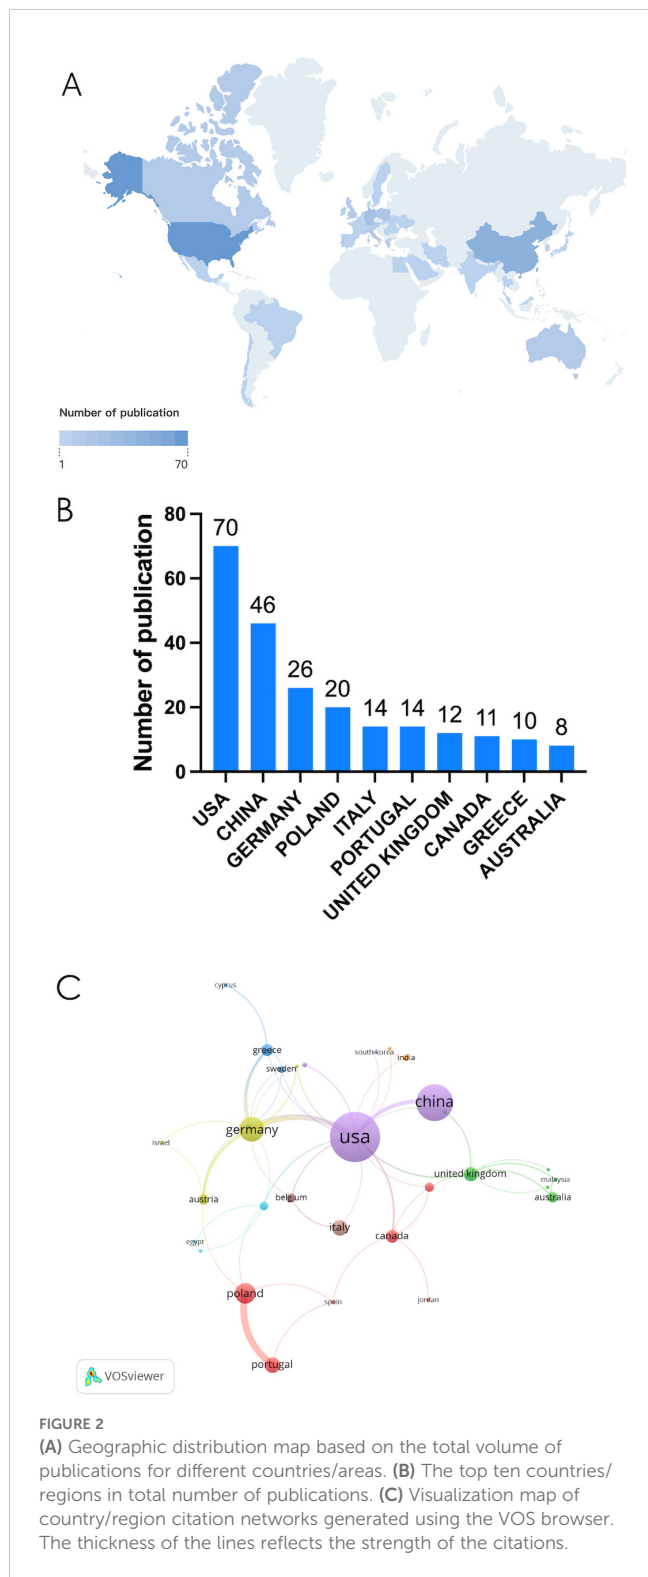 A
Number of publication
1 70
B
Number of publication
80
60
40
20
0
70
46
26
20
14
14
12
11
10
8
USA
CHINA
GERMANY
POLAND
ITALY
PORTUGAL
UNITED KINGDOM
CANADA
GREECE
AUSTRALIA
C
cyprus
greece
south korea
india
sweden
china
germany
usa
israel
united kingdom
malaysia
austria
belgium
australia
italy
canada
egypt
poland
spain
jordan
portugal
VOSviewer
FIGURE 2
(A) Geographic distribution map based on the total volume of
publications for different countries/areas. (B) The top ten countries/
regions in total number of publications. (C) Visualization map of
country/region citation networks generated using the VOS browser.
The thickness of the lines reflects the strength of the citations.